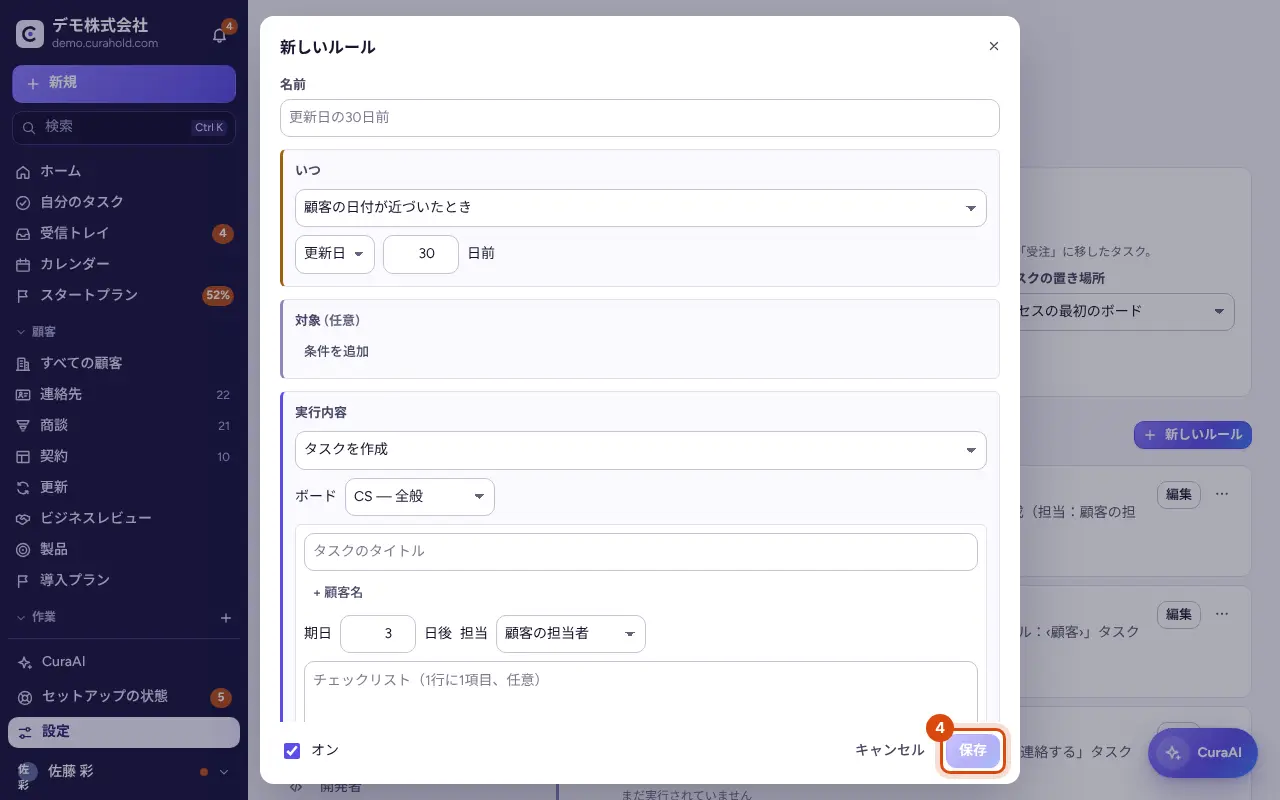 デモ株式会社
demo.curahold.com
4
新規
検索
Ctrl K
ホーム
自分のタスク
受信トレイ
4
カレンダー
スタートプラン
52%
顧客
すべての顧客
連絡先
22
商談
21
契約
10
更新
ビジネスレビュー
製品
導入プラン
作業
CuraAI
セットアップの状態
5
設定
佐彩
佐藤 彩
新しいルール
名前
更新日の30日前
いつ
顧客の日付が近づいたとき
更新日
30
日前
対象 (任意)
条件を追加
実行内容
タスクを作成
ボード
CS — 全般
タスクのタイトル
+ 顧客名
期日
3
日後
担当
顧客の担当者
チェックリスト（1行に1項目、任意）
オン
キャンセル
4
保存
「受注」に移したタスク。
スクの置き場所
セスの最初のボード
新しいルール
編集
（担当：顧客の担
編集
ル：‹顧客›」タスク
連絡する」タスク
CuraAI
開発者
まだ実行されていません